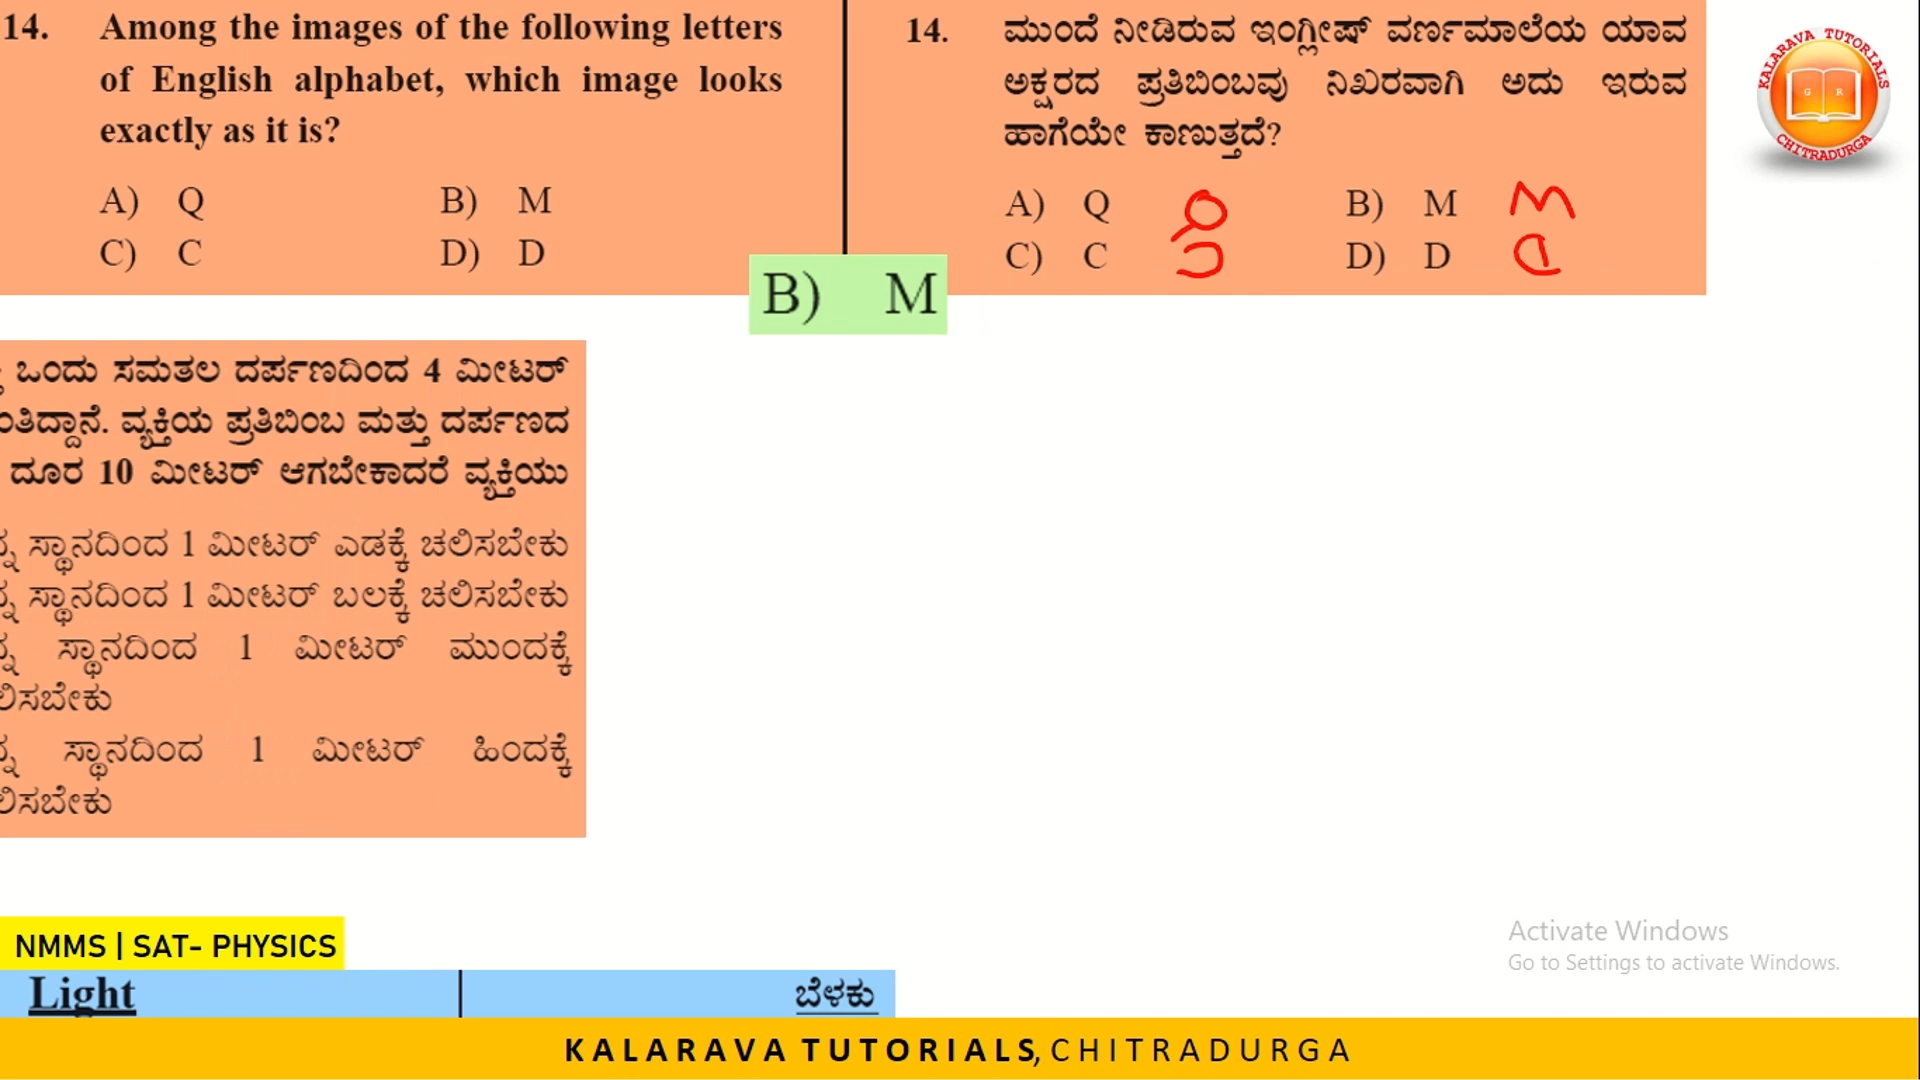 14. Among the images of the following letters
of English alphabet, which image looks
exactly as it is?
A) Q B) M
C) C D) D
14. ಮುಂದೆ ನೀಡಿರುವ ಇಂಗ್ಲೀಷ್ ವರ್ಣಮಾಲೆಯ ಯಾವ
ಅಕ್ಷರದ ಪ್ರತಿಬಿಂಬವು ನಿಖರವಾಗಿ ಅದು ಇರುವ
ಹಾಗೆಯೇ ಕಾಣುತ್ತದೆ?
A) Q B) M M
C) C D) D
B) M
KALARAVA TUTORIALS
G R
CHITRADURGA
ಒಂದು ಸಮತಲ ದರ್ಪಣದಿಂದ 4 ಮೀಟರ್
ವ್ಯಕ್ತಿಯ ಪ್ರತಿಬಿಂಬ ಮತ್ತು ದರ್ಪಣದ
ದೂರ 10 ಮೀಟರ್ ಆಗಬೇಕಾದರೆ ವ್ಯಕ್ತಿಯು
ಸ್ಥಾನದಿಂದ 1 ಮೀಟರ್ ಎಡಕ್ಕೆ ಚಲಿಸಬೇಕು
ಸ್ಥಾನದಿಂದ 1 ಮೀಟರ್ ಬಲಕ್ಕೆ ಚಲಿಸಬೇಕು
ಸ್ಥಾನದಿಂದ 1 ಮೀಟರ್ ಮುಂದಕ್ಕೆ
ಲಿಸಬೇಕು
ಸ್ಥಾನದಿಂದ 1 ಮೀಟರ್ ಹಿಂದಕ್ಕೆ
ಲಿಸಬೇಕು
NMMS | SAT- PHYSICS
Light ಬೆಳಕು
Activate Windows
Go to Settings to activate Windows.
KALARAVA TUTORIALS, CHITRADURGA